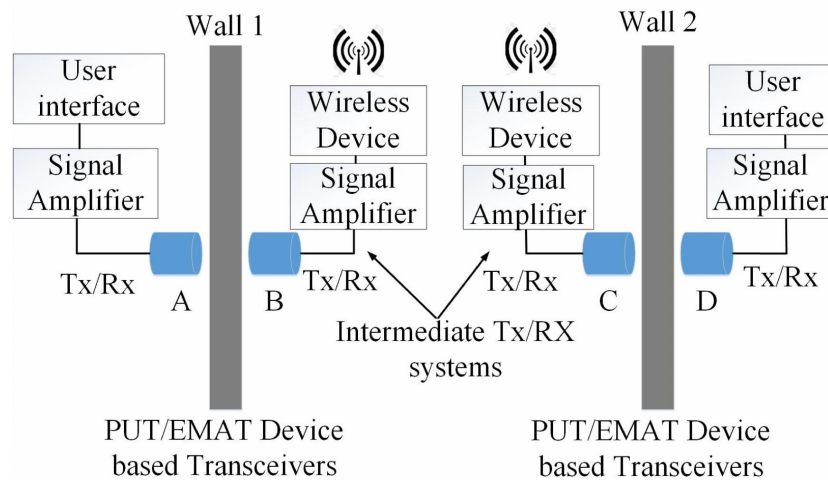 Wall 1
Wall 2
User
interface
Signal
Amplifier
Tx/Rx
A
B
Wireless
Device
Signal
Amplifier
Tx/Rx
Wireless
Device
Signal
Amplifier
Tx/Rx
C
D
User
interface
Signal
Amplifier
Tx/Rx
Intermediate Tx/RX
systems
PUT/EMAT Device
based Transceivers
PUT/EMAT Device
based Transceivers